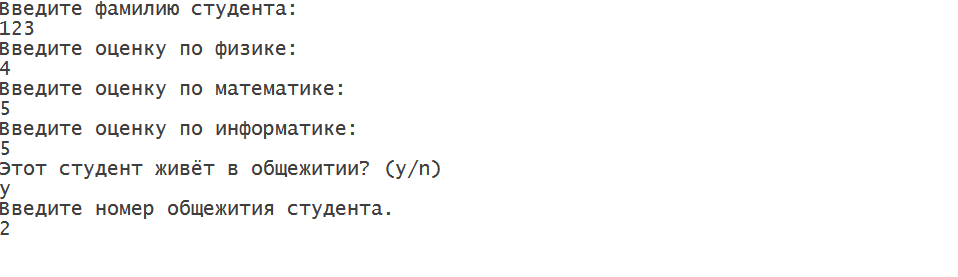 Введите фамилию студента:
123
Введите оценку по физике:
4
Введите оценку по математике:
5
Введите оценку по информатике:
5
Этот студент живёт в общежитии? (y/n)
y
Введите номер общежития студента.
2